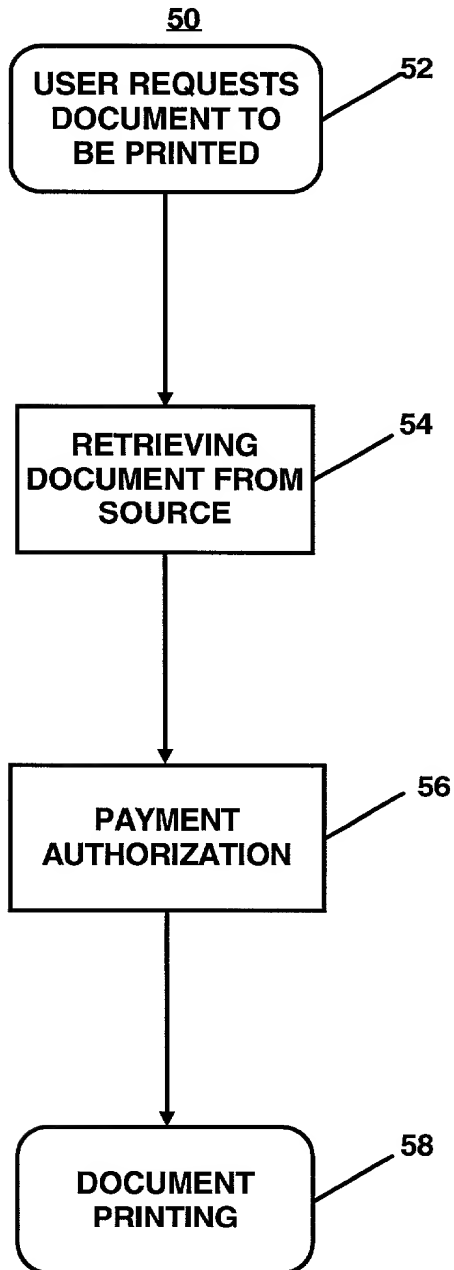 50
USER REQUESTS
DOCUMENT TO
BE PRINTED
52
RETRIEVING
DOCUMENT FROM
SOURCE
54
PAYMENT
AUTHORIZATION
56
DOCUMENT
PRINTING
58